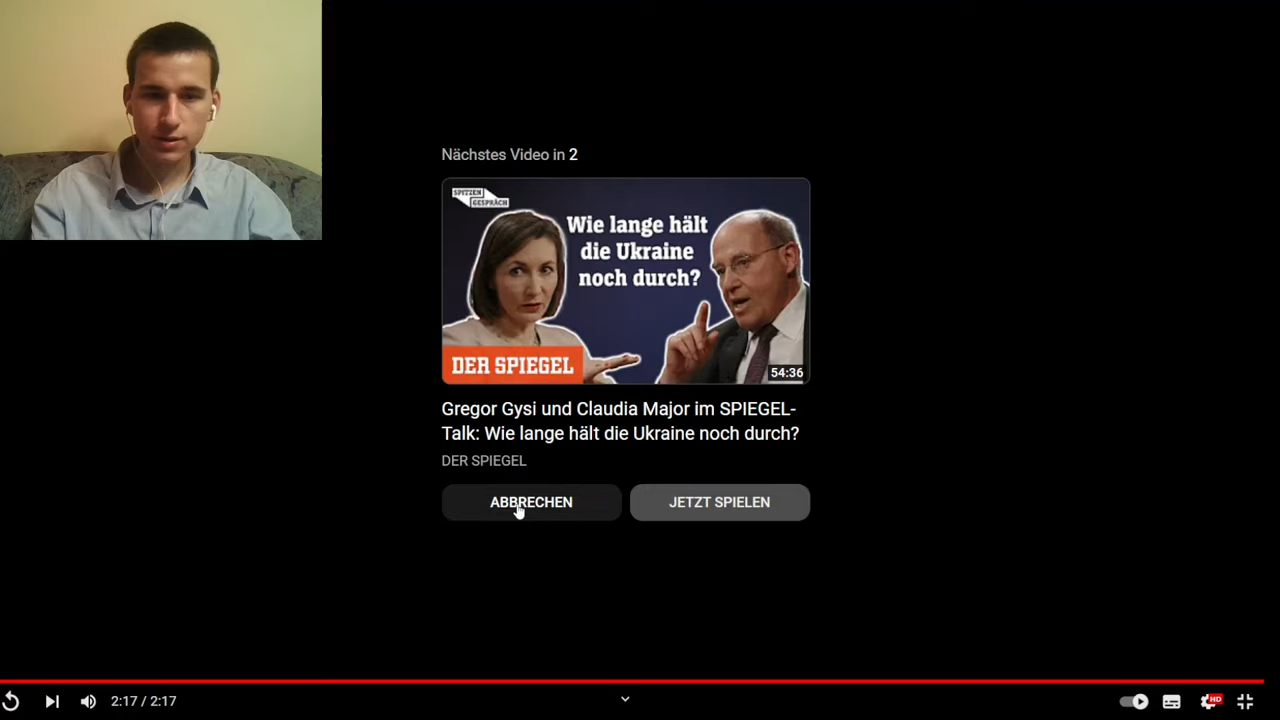 Nächstes Video in 2
SPITZEN
GESPRÄCH
Wie lange hält
die Ukraine
noch durch?
DER SPIEGEL
54:36
Gregor Gysi und Claudia Major im SPIEGEL-
Talk: Wie lange hält die Ukraine noch durch?
DER SPIEGEL
ABBRECHEN
JETZT SPIELEN
2:17 / 2:17
HD